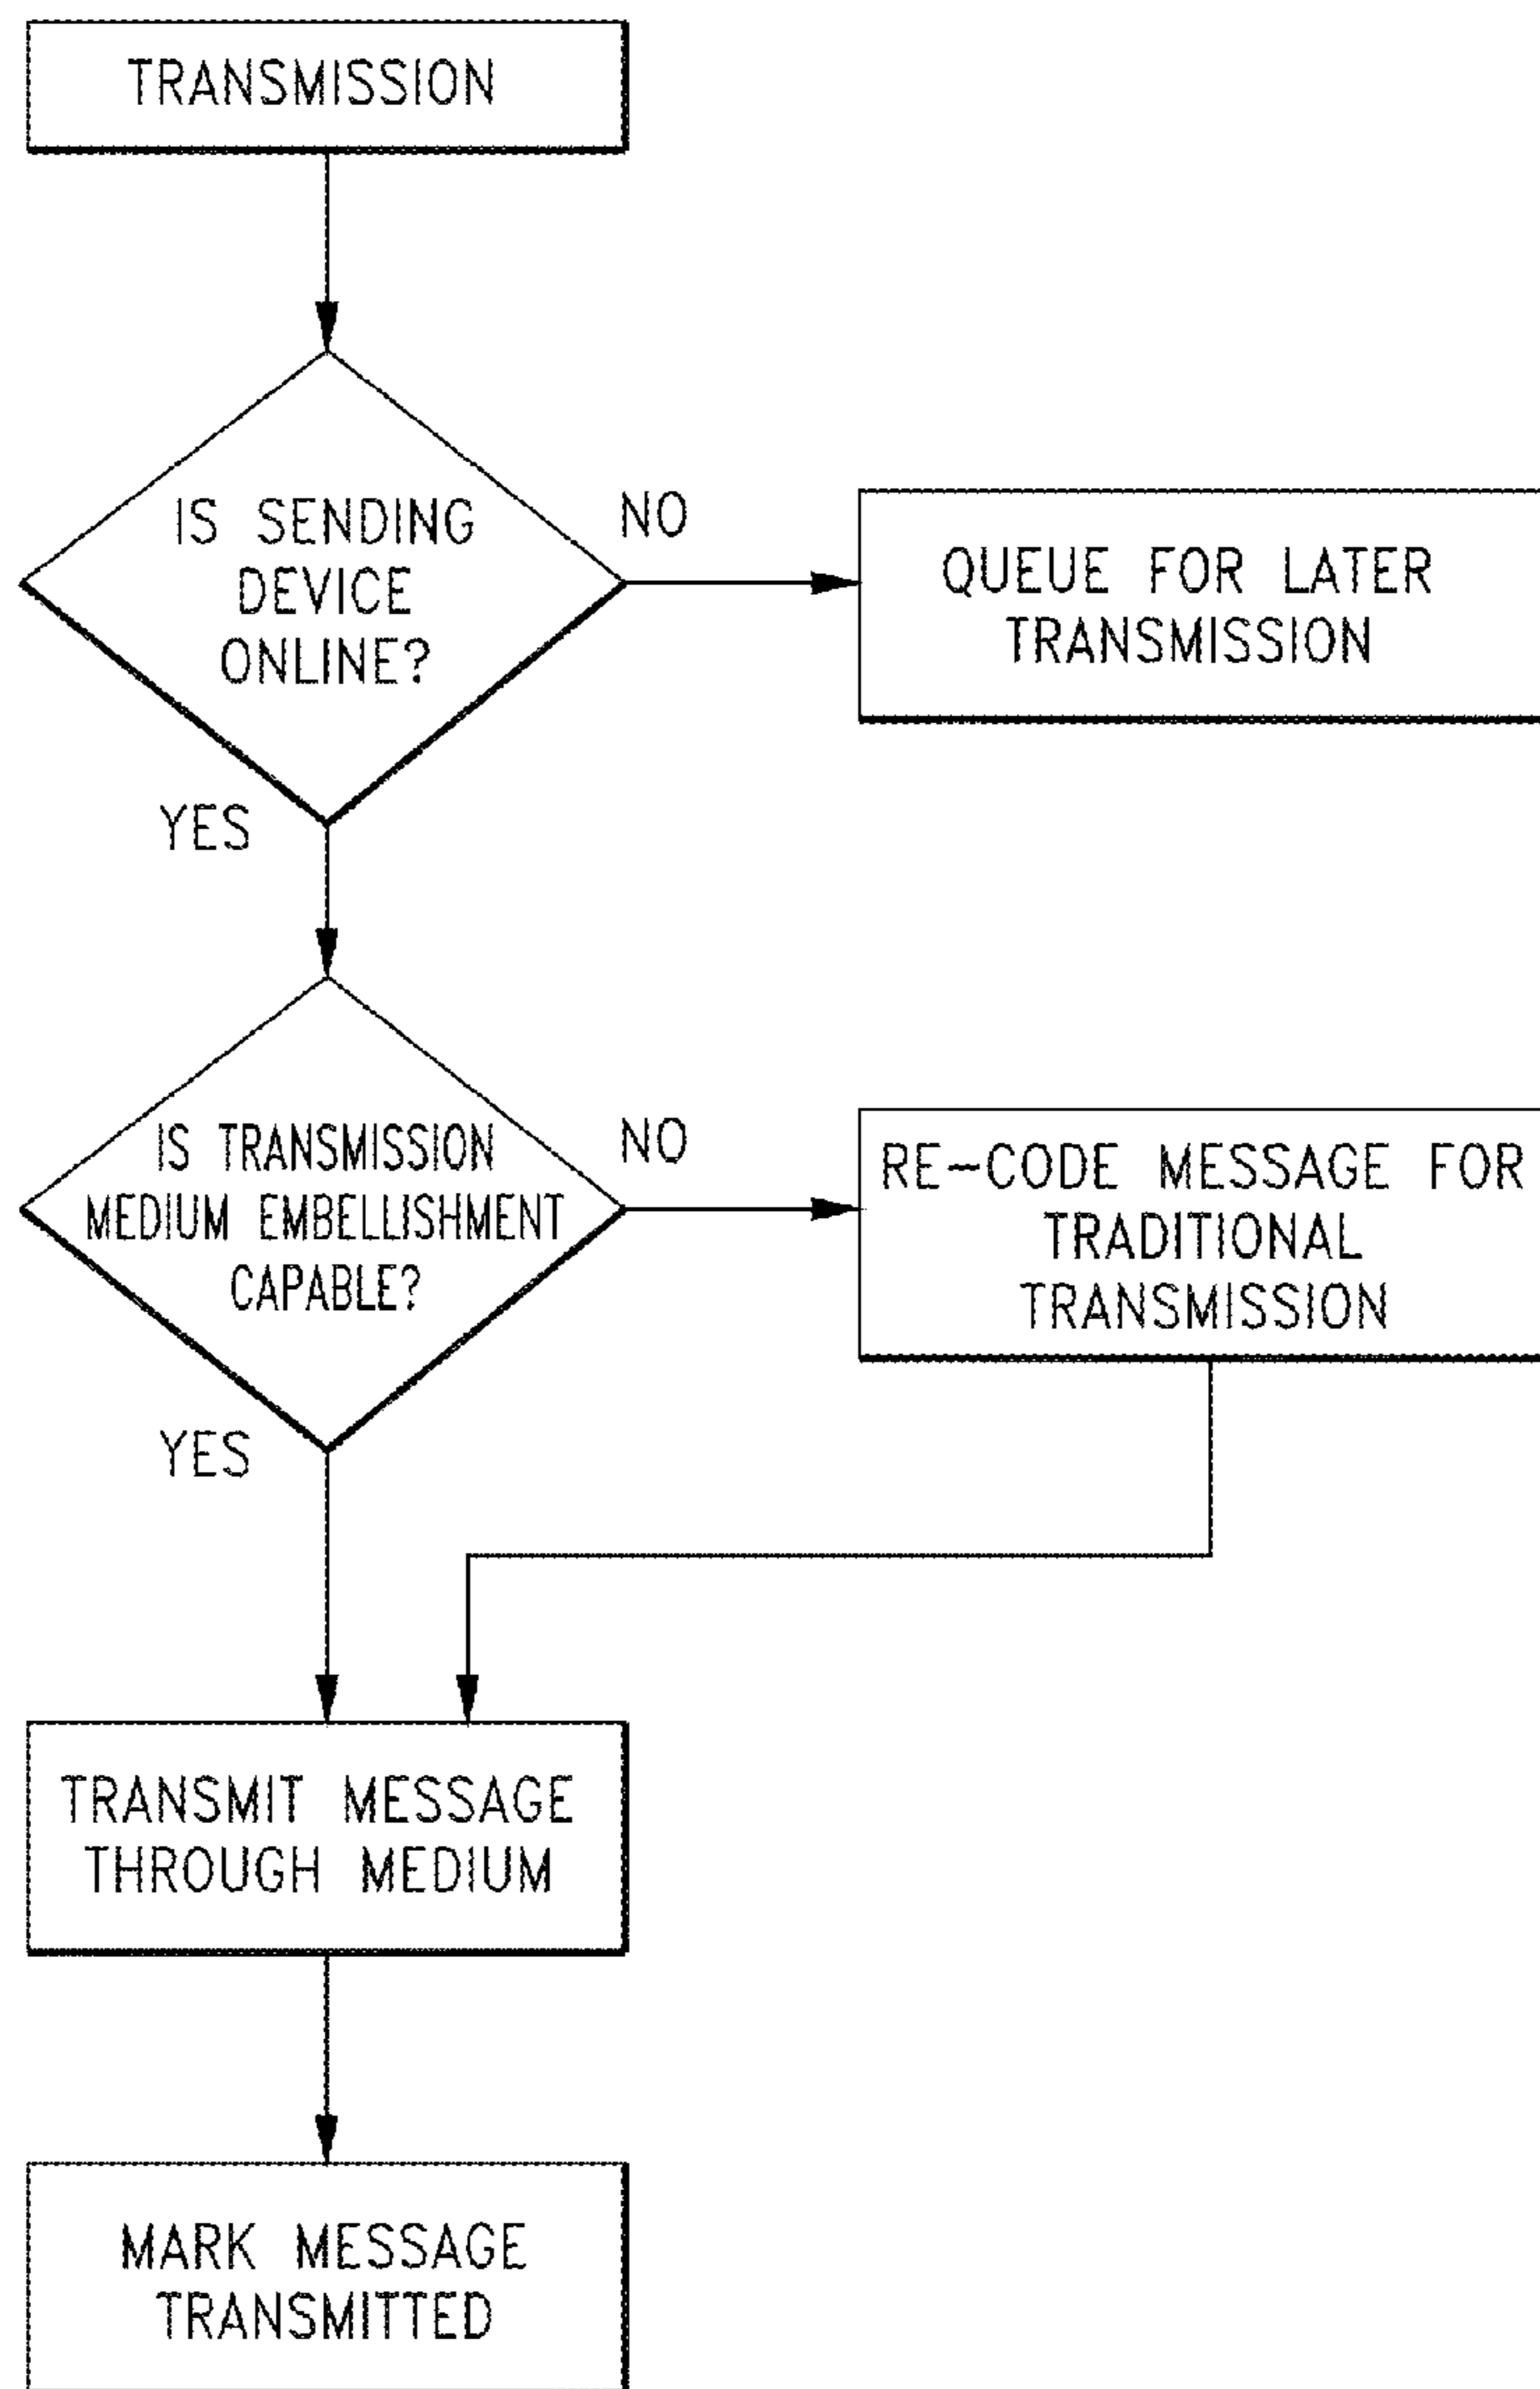 TRANSMISSION
IS SENDING
DEVICE
ONLINE?
NO
QUEUE FOR LATER
TRANSMISSION
YES
IS TRANSMISSION
MEDIUM EMBELLISHMENT
CAPABLE?
NO
RE-CODE MESSAGE FOR
TRADITIONAL
TRANSMISSION
YES
TRANSMIT MESSAGE
THROUGH MEDIUM
MARK MESSAGE
TRANSMITTED